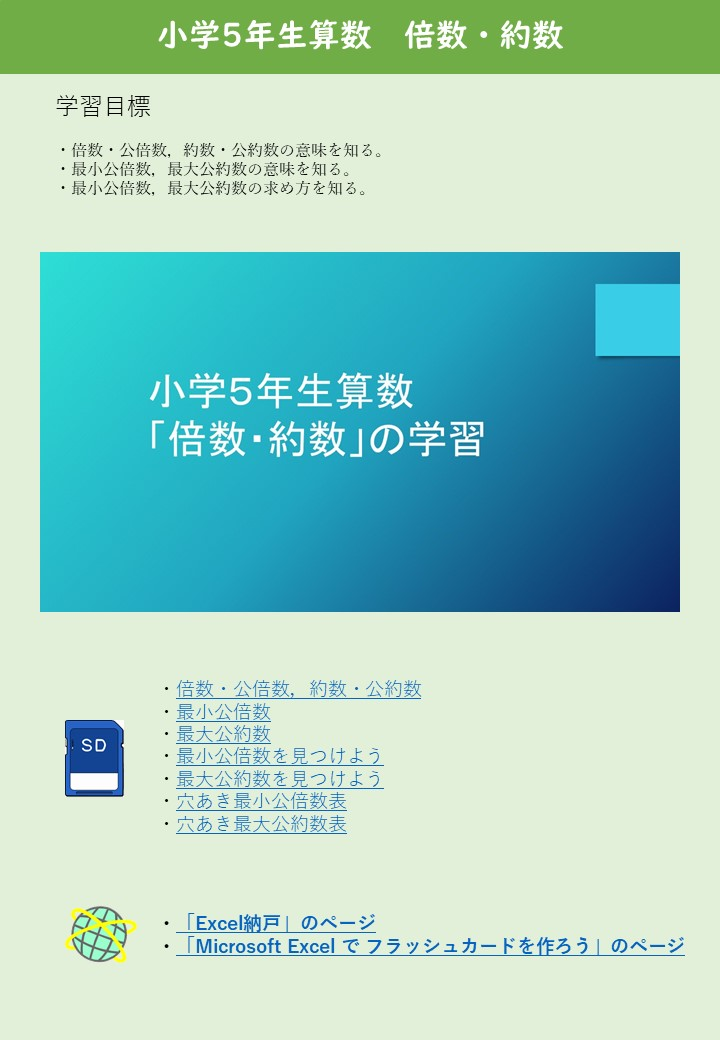 小学5年生算数　倍数・約数
学習目標
・倍数・公倍数，約数・公約数の意味を知る。
・最小公倍数，最大公約数の意味を知る。
・最小公倍数，最大公約数の求め方を知る。
小学5年生算数
「倍数・約数」の学習
・倍数・公倍数，約数・公約数
・最小公倍数
・最大公約数
・最小公倍数を見つけよう
・最大公約数を見つけよう
・穴あき最小公倍数表
・穴あき最大公約数表
SD
・「Excel納戸」のページ
・「Microsoft Excel で フラッシュカードを作ろう」のページ